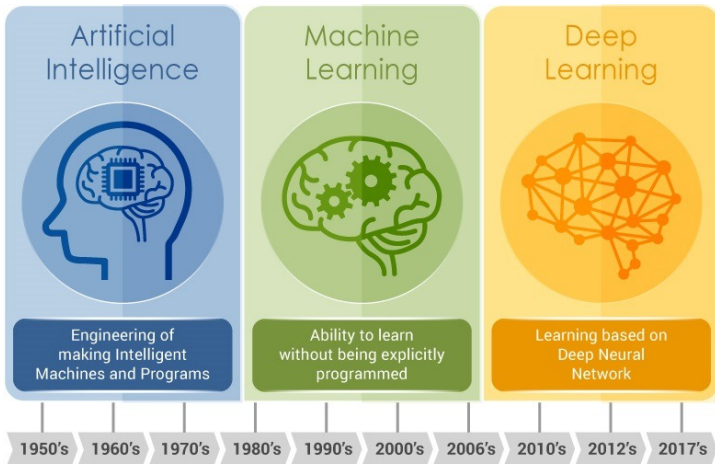 Artificial
Intelligence
Machine
Learning
Deep
Learning
Engineering of
making Intelligent
Machines and Programs
Ability to learn
without being explicitly
programmed
Learning based on
Deep Neural
Network
1950's 1960's 1970's 1980's 1990's 2000's 2006's 2010's 2012's 2017's